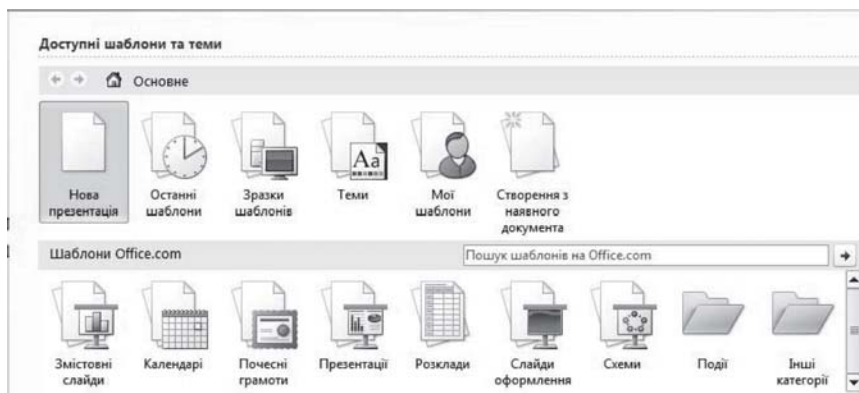 Доступні шаблони та теми
Основне
Нова презентація
Останні шаблони
Зразки шаблонів
Аа
Теми
Мої шаблони
Створення з наявного документа
Шаблони Office.com
Пошук шаблонів на Office.com
Змістовні слайди
Календарі
Почесні грамоти
Презентації
Розклади
Слайди оформлення
Схеми
Події
Інші категорії